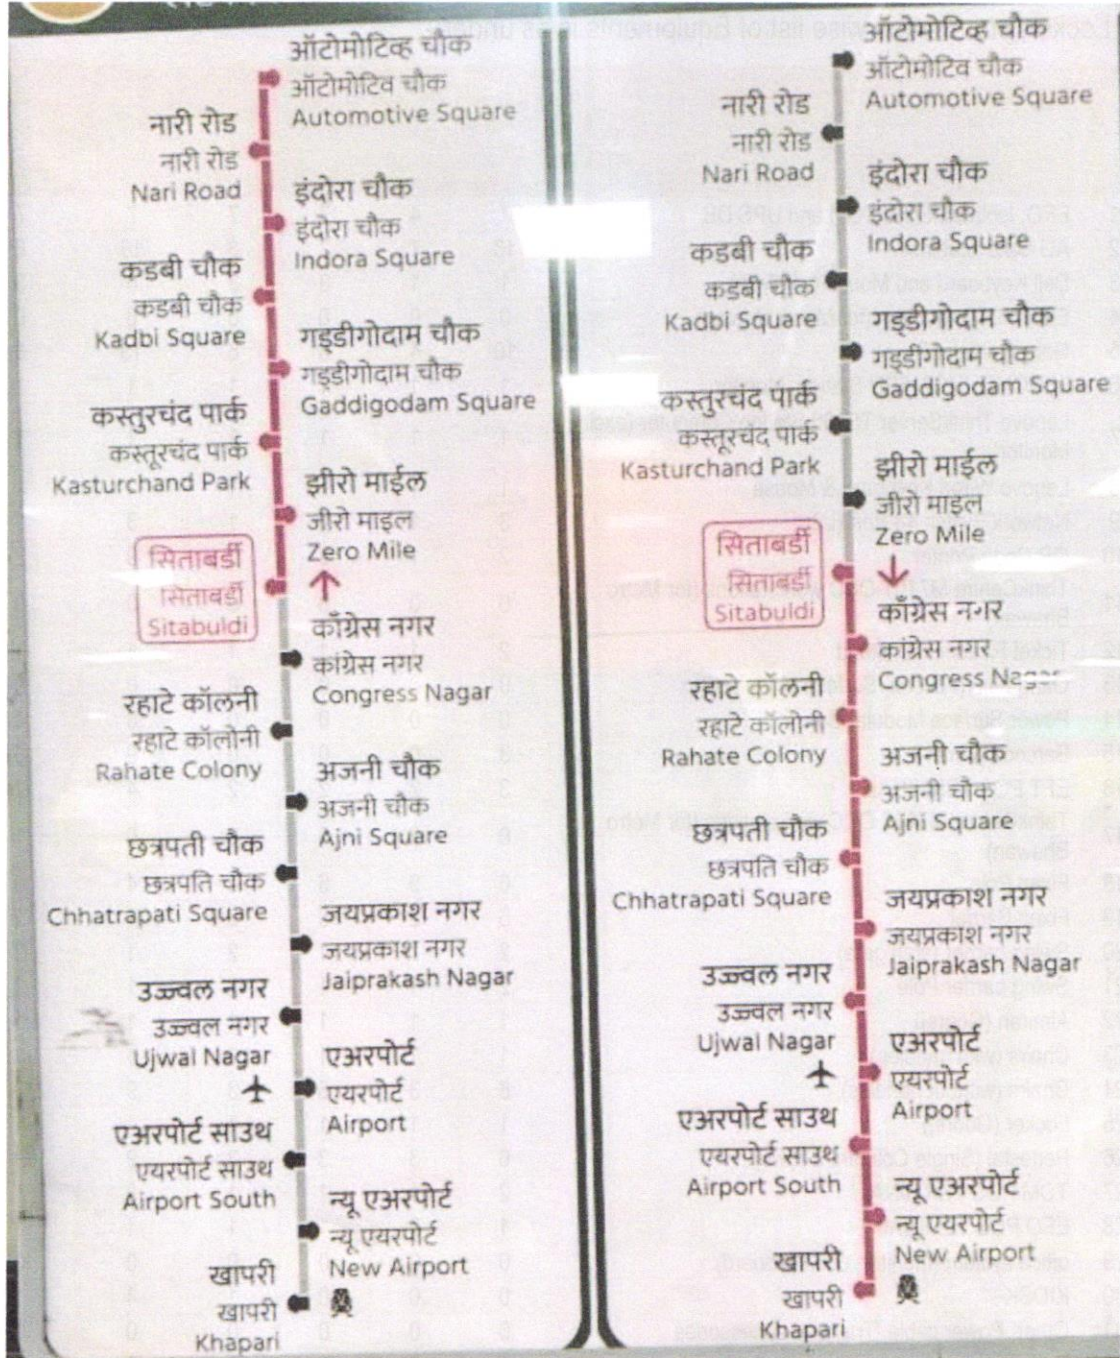 ऑटोमोटिव्ह चौक
ऑटोमोटिव चौक
Automotive Square
नारी रोड
नारी रोड
Nari Road
इंदोरा चौक
इंदोरा चौक
Indora Square
कडबी चौक
कडबी चौक
Kadbi Square
गड्डीगोदाम चौक
गड्डीगोदाम चौक
Gaddigodam Square
कस्तुरचंद पार्क
कस्तूरचंद पार्क
Kasturchand Park
झीरो माईल
जीरो माइल
Zero Mile
सिताबर्डी
सिताबर्डी
Sitabuldi
काँग्रेस नगर
कांग्रेस नगर
Congress Nagar
रहाटे कॉलनी
रहाटे कॉलोनी
Rahate Colony
अजनी चौक
अजनी चौक
Ajni Square
छत्रपती चौक
छत्रपति चौक
Chhatrapati Square
जयप्रकाश नगर
जयप्रकाश नगर
Jaiprakash Nagar
उज्ज्वल नगर
उज्ज्वल नगर
Ujwal Nagar
एअरपोर्ट
एयरपोर्ट
Airport
एअरपोर्ट साउथ
एयरपोर्ट साउथ
Airport South
न्यू एअरपोर्ट
न्यू एयरपोर्ट
New Airport
खापरी
खापरी
Khapari
ऑटोमोटिव्ह चौक
ऑटोमोटिव चौक
Automotive Square
नारी रोड
नारी रोड
Nari Road
इंदोरा चौक
इंदोरा चौक
Indora Square
कडबी चौक
कडबी चौक
Kadbi Square
गड्डीगोदाम चौक
गड्डीगोदाम चौक
Gaddigodam Square
कस्तुरचंद पार्क
कस्तूरचंद पार्क
Kasturchand Park
झीरो माईल
जीरो माइल
Zero Mile
सिताबर्डी
सिताबर्डी
Sitabuldi
काँग्रेस नगर
कांग्रेस नगर
Congress Nagar
रहाटे कॉलनी
रहाटे कॉलोनी
Rahate Colony
अजनी चौक
अजनी चौक
Ajni Square
छत्रपती चौक
छत्रपति चौक
Chhatrapati Square
जयप्रकाश नगर
जयप्रकाश नगर
Jaiprakash Nagar
उज्ज्वल नगर
उज्ज्वल नगर
Ujwal Nagar
एअरपोर्ट
एयरपोर्ट
Airport
एअरपोर्ट साउथ
एयरपोर्ट साउथ
Airport South
न्यू एअरपोर्ट
न्यू एयरपोर्ट
New Airport
खापरी
खापरी
Khapari